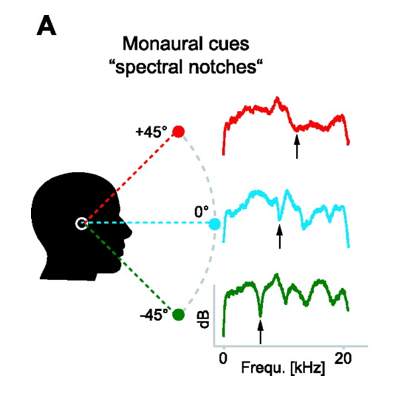 A
Monaural cues
“spectral notches“
+45°
0°
-45°
dB
0
20
Frequ. [kHz]